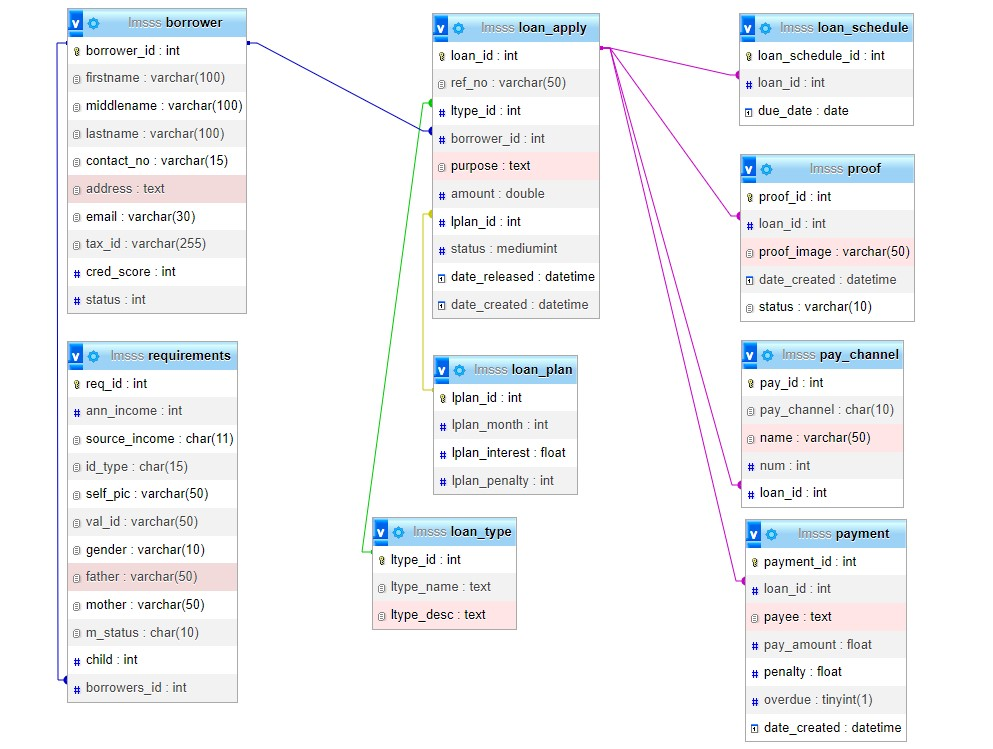 v lmsss borrower
borrower_id : int
firstname : varchar(100)
middlename : varchar(100)
lastname : varchar(100)
contact_no : varchar(15)
address : text
email : varchar(30)
tax_id : varchar(255)
# cred_score : int
# status : int
v lmsss requirements
req_id : int
# ann_income : int
source_income : char(11)
id_type : char(15)
self_pic : varchar(50)
val_id : varchar(50)
gender : varchar(10)
father : varchar(50)
mother : varchar(50)
m_status : char(10)
# child : int
# borrowers_id : int
v lmsss loan_apply
loan_id : int
ref_no : varchar(50)
# ltype_id : int
# borrower_id : int
purpose : text
# amount : double
# lplan_id : int
# status : mediumint
date_released : datetime
date_created : datetime
v lmsss loan_plan
lplan_id : int
# lplan_month : int
# lplan_interest : float
# lplan_penalty : int
v lmsss loan_type
ltype_id : int
ltype_name : text
ltype_desc : text
v lmsss loan_schedule
loan_schedule_id : int
# loan_id : int
due_date : date
v lmsss proof
proof_id : int
# loan_id : int
proof_image : varchar(50)
date_created : datetime
status : varchar(10)
v lmsss pay_channel
pay_id : int
pay_channel : char(10)
name : varchar(50)
# num : int
# loan_id : int
v lmsss payment
payment_id : int
# loan_id : int
payee : text
# pay_amount : float
# penalty : float
# overdue : tinyint(1)
date_created : datetime